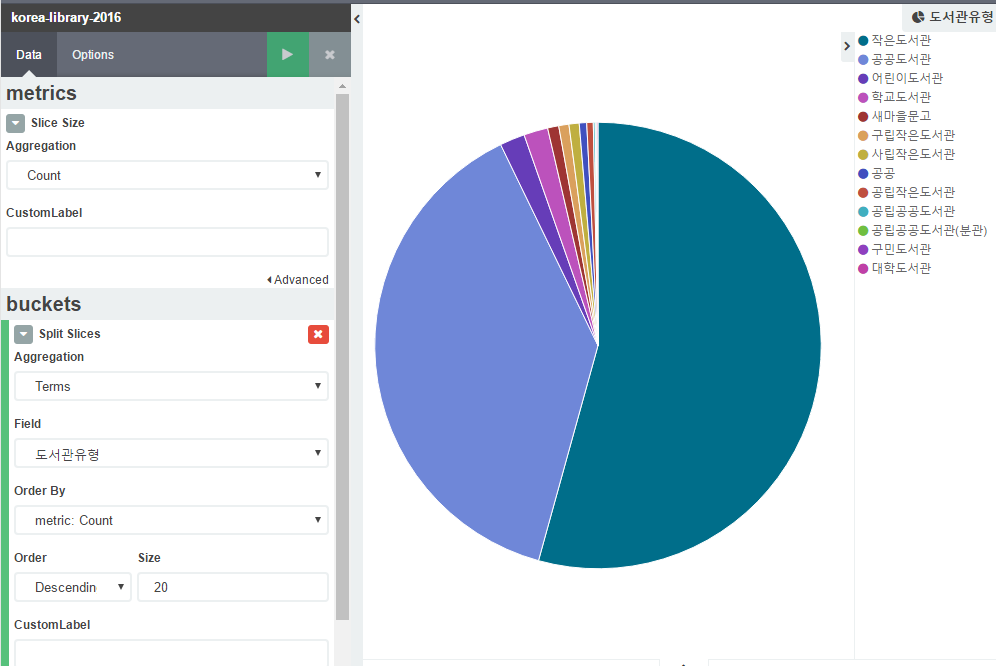 korea-library-2016
Data
Options
metrics
Slice Size
Aggregation
Count
CustomLabel
Advanced
buckets
Split Slices
Aggregation
Terms
Field
도서관유형
Order By
metric: Count
Order
Size
Descendin
20
CustomLabel
도서관유형
작은도서관
공공도서관
어린이도서관
학교도서관
새마을문고
구립작은도서관
사립작은도서관
공공
공립작은도서관
공립공공도서관
공립공공도서관(분관)
구민도서관
대학도서관